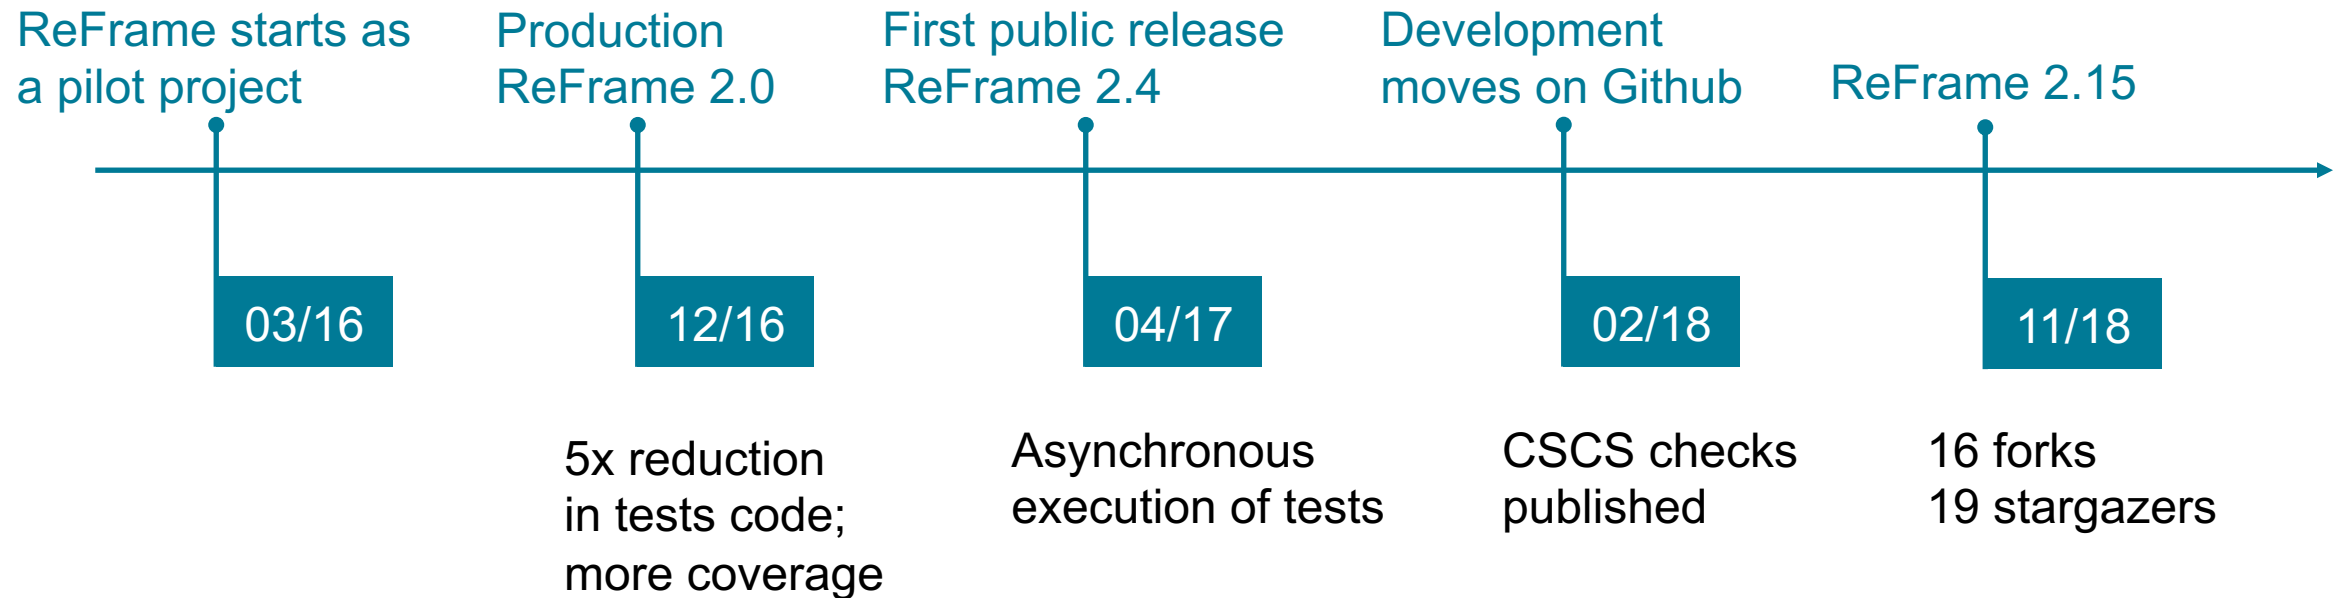 ReFrame starts as
a pilot project
Production
ReFrame 2.0
First public release
ReFrame 2.4
Development
moves on Github
ReFrame 2.15
03/16
12/16
04/17
02/18
11/18
5x reduction
in tests code;
more coverage
Asynchronous
execution of tests
CSCS checks
published
16 forks
19 stargazers